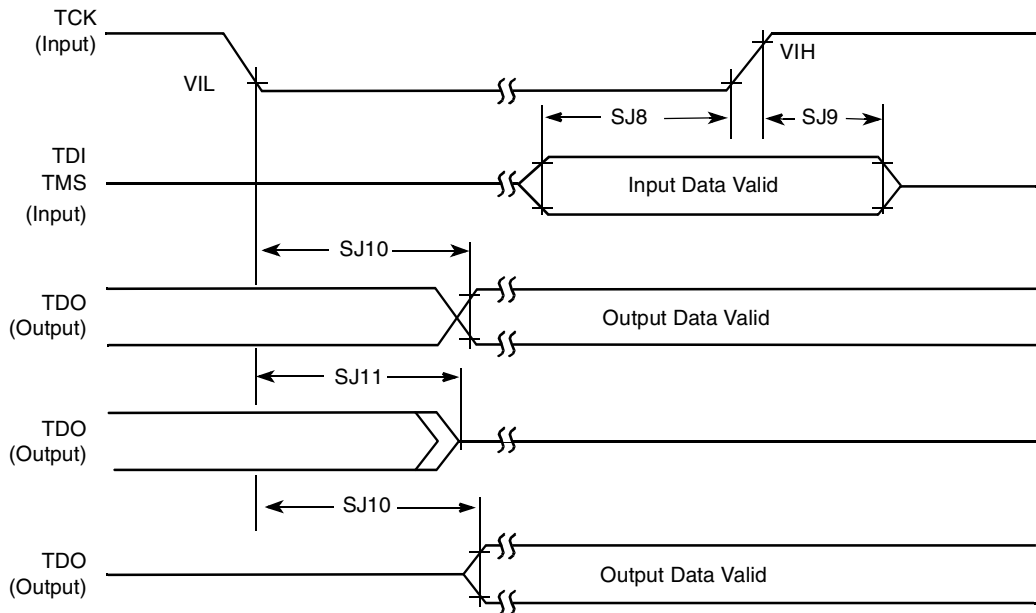 TCK
(Input)
VIL
VIH
SJ8
SJ9
TDI
TMS
(Input)
Input Data Valid
SJ10
TDO
(Output)
Output Data Valid
SJ11
TDO
(Output)
SJ10
TDO
(Output)
Output Data Valid